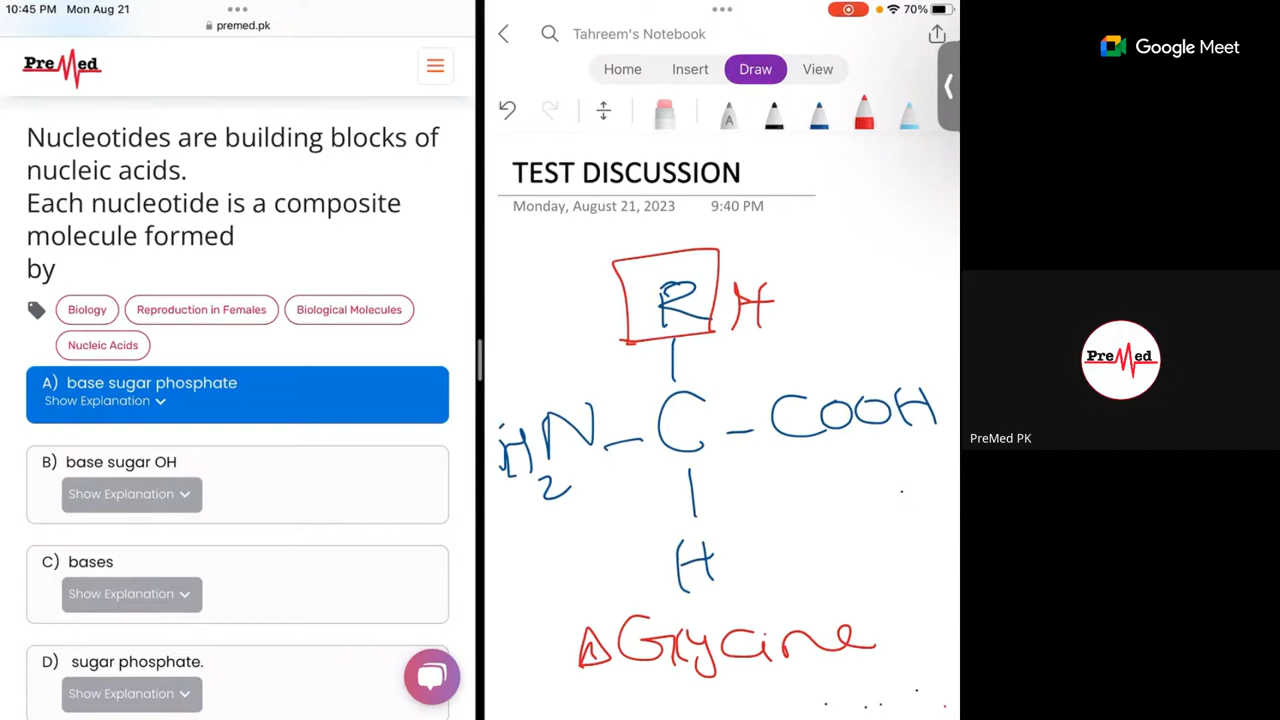 10:45 PM Mon Aug 21
premed.pk
PreMed
Nucleotides are building blocks of
nucleic acids.
Each nucleotide is a composite
molecule formed
by
Biology
Reproduction in Females
Biological Molecules
Nucleic Acids
A) base sugar phosphate
Show Explanation
B) base sugar OH
Show Explanation
C) bases
Show Explanation
D) sugar phosphate.
Show Explanation
70%
Tahreem's Notebook
Home Insert Draw View
A
TEST DISCUSSION
Monday, August 21, 2023 9:40 PM
R H
H2N - C - COOH
H
Glycine
Google Meet
PreMed
PreMed PK